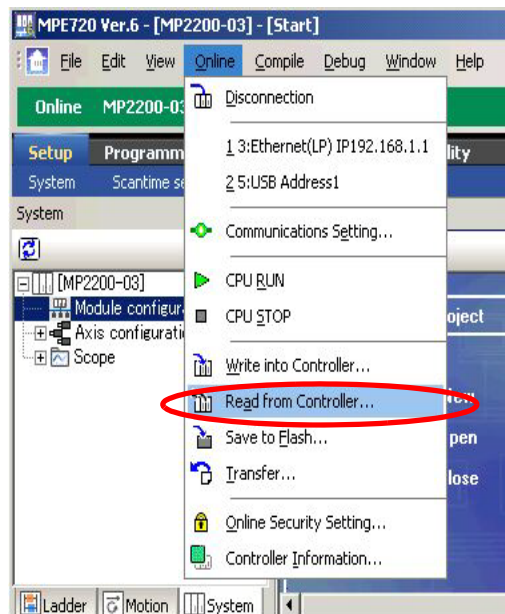 MPE720 Ver.6 - [MP2200-03] - [Start]
File Edit View Online Compile Debug Window Help
Online MP2200-0
Disconnection
1 3:Ethernet(LP) IP192.168.1.1
2 5:USB Address1
Setup Programm lity
System Scantime se
System
Communications Setting...
[MP2200-03]
CPU RUN
Module configur
CPU STOP
oject
Axis configurati
Scope
Write into Controller...
Read from Controller...
Save to Flash...
pen
Transfer...
lose
Online Security Setting...
Controller Information...
Ladder Motion System